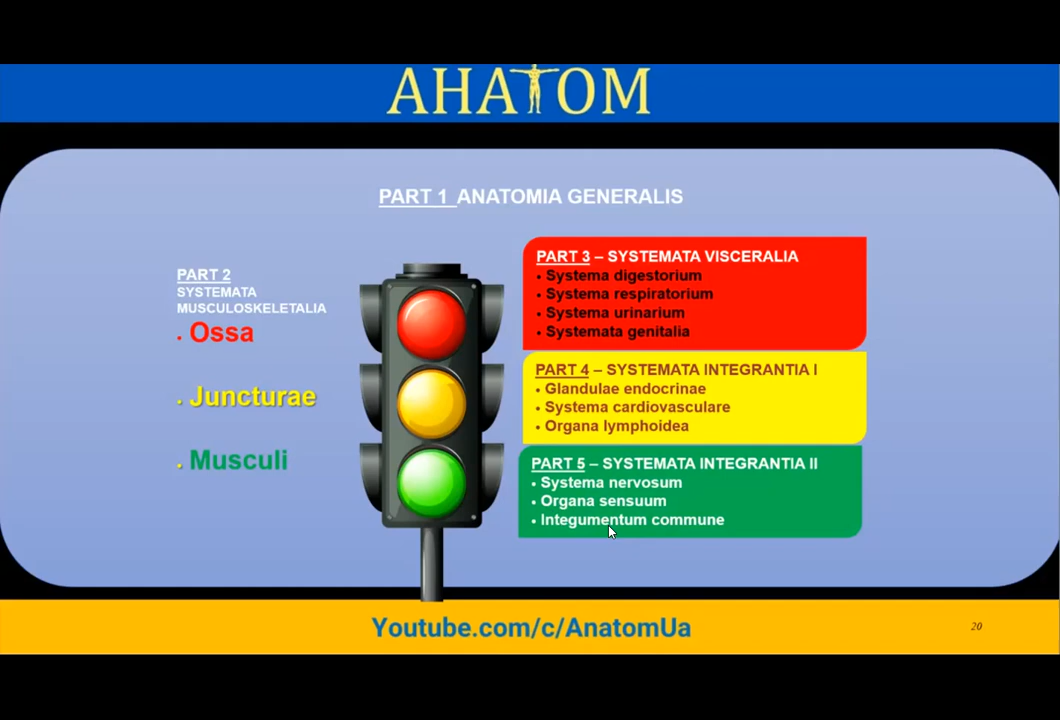 АНАТОМ
PART 1 ANATOMIA GENERALIS
PART 2
SYSTEMATA
MUSCULOSKELETALIA
• Ossa
• Juncturae
• Musculi
PART 3 – SYSTEMATA VISCERALIA
• Systema digestorium
• Systema respiratorium
• Systema urinarium
• Systemata genitalia
PART 4 – SYSTEMATA INTEGRANTIA I
• Glandulae endocrinae
• Systema cardiovasculare
• Organa lymphoidea
PART 5 – SYSTEMATA INTEGRANTIA II
• Systema nervosum
• Organa sensuum
• Integumentum commune
Youtube.com/c/AnatomUa
20